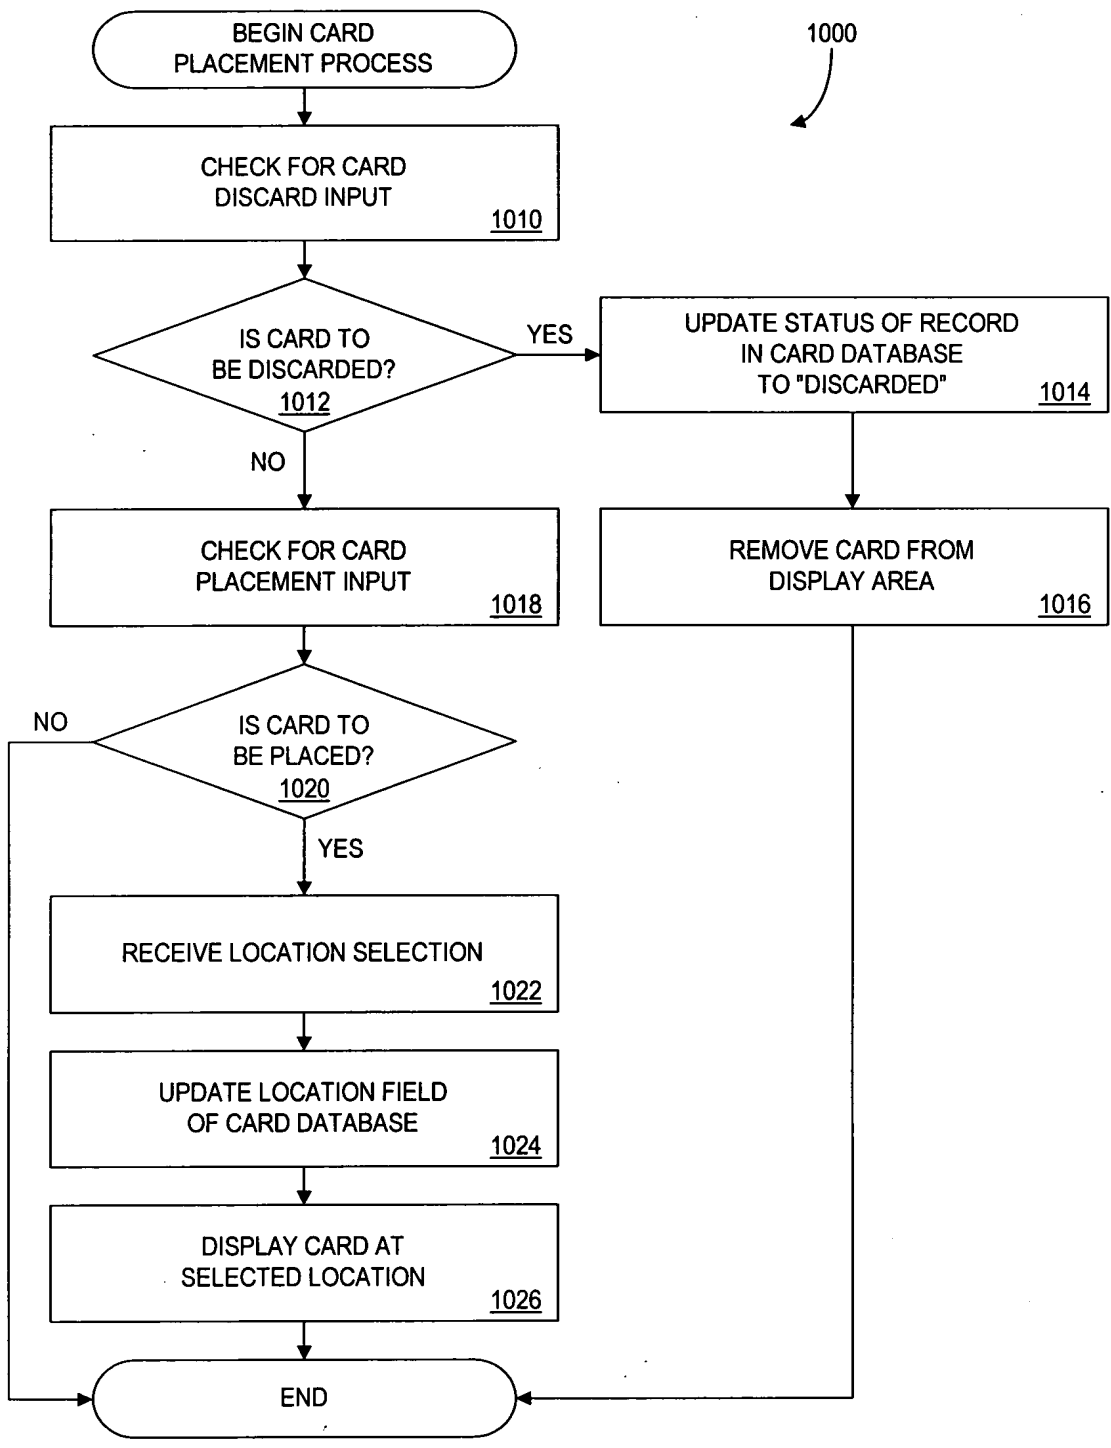 BEGIN CARD
PLACEMENT PROCESS
1000
CHECK FOR CARD
DISCARD INPUT
1010
IS CARD TO
BE DISCARDED?
1012
YES
UPDATE STATUS OF RECORD
IN CARD DATABASE
TO "DISCARDED"
1014
NO
CHECK FOR CARD
PLACEMENT INPUT
1018
REMOVE CARD FROM
DISPLAY AREA
1016
NO
IS CARD TO
BE PLACED?
1020
YES
RECEIVE LOCATION SELECTION
1022
UPDATE LOCATION FIELD
OF CARD DATABASE
1024
DISPLAY CARD AT
SELECTED LOCATION
1026
END